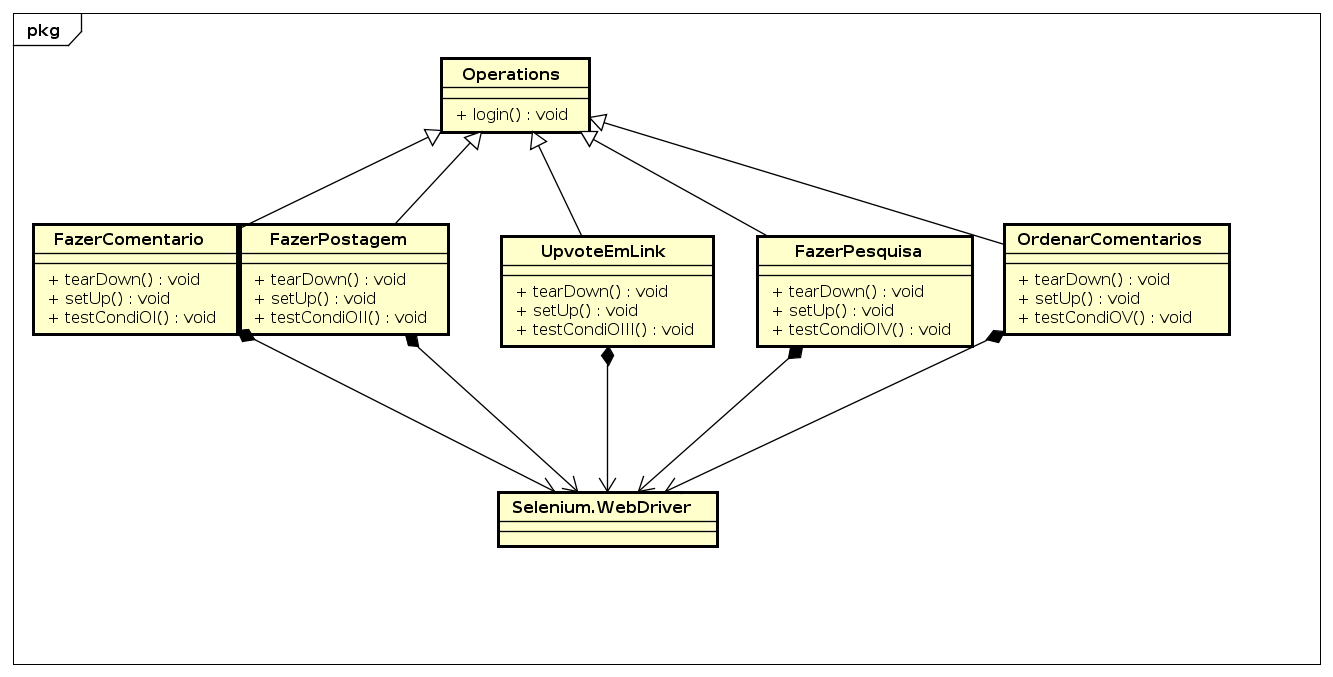 pkg
Operations
+ login() : void
FazerComentario
+ tearDown() : void
+ setUp() : void
+ testCondiOI() : void
FazerPostagem
+ tearDown() : void
+ setUp() : void
+ testCondiOII() : void
UpvoteEmLink
+ tearDown() : void
+ setUp() : void
+ testCondiOIII() : void
FazerPesquisa
+ tearDown() : void
+ setUp() : void
+ testCondiOIV() : void
OrdenarComentarios
+ tearDown() : void
+ setUp() : void
+ testCondiOV() : void
Selenium.WebDriver